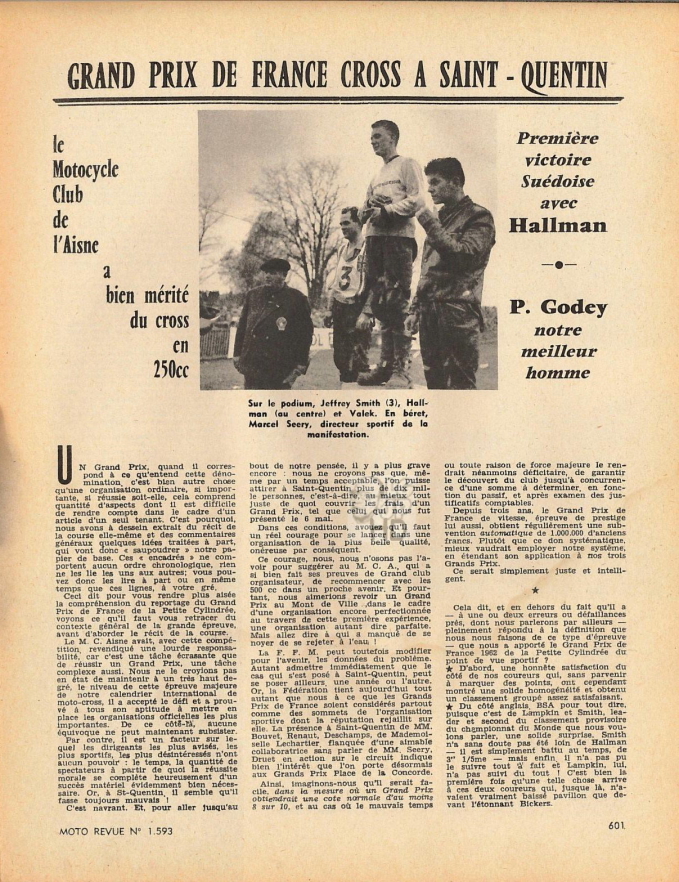 GRAND PRIX DE FRANCE CROSS A SAINT - QUENTIN
le
Motocycle
Club
de
l'Aisne
a
bien mérité
du cross
en
250cc
Première
victoire
Suédoise
avec
Hallman
P. Godey
notre
meilleur
homme
Sur le podium, Jeffrey Smith (3), Hall-
man (au centre) et Valek. En béret,
Marcel Seery, directeur sportif de la
manifestation.
UN Grand Prix, quand il corres-
pond à ce qu'entend cette déno-
mination, c'est bien autre chose
qu'une organisation ordinaire, si impor-
tante, si réussie soit-elle, cela comprend
quantité d'aspects dont il est difficile
de rendre compte dans le cadre d'un
article d'un seul tenant. C'est pourquoi,
nous avons à dessein extrait du récit de
la course elle-même et des commentaires
généraux quelques idées traitées à part,
qui vont donc « saupoudrer » notre pa-
pier de base. Ces « encadrés » ne com-
portent aucun ordre chronologique, rien
ne les lie les uns aux autres; vous pou-
vez donc les lire à part ou en même
temps que ces lignes, à votre gré.
Ceci dit pour vous rendre plus aisée
la compréhension du reportage du Grand
Prix de France de la Petite Cylindrée,
voyons ce qu'il faut vous retracer du
contexte général de la grande épreuve,
avant d'aborder le récit de la course.
Le M. C. Aisne avait, avec cette compé-
tition, revendiqué une lourde responsa-
bilité, car c'est une tâche écrasante que
de réussir un Grand Prix, une tâche
complexe aussi. Nous ne le croyions pas
en état de maintenir à un très haut de-
gré, le niveau de cette épreuve majeure
de notre calendrier international de
moto-cross, il a accepté le défi et a prou-
vé à tous son aptitude à mettre en
place les organisations officielles les plus
importantes. De ce côté-là, aucune
équivoque ne peut maintenant subsister.
Par contre, il est un facteur sur le-
quel les dirigeants les plus avisés, les
plus sportifs, les plus désintéressés n'ont
aucun pouvoir : le temps, la quantité de
spectateurs à partir de quoi la réussite
morale se complète heureusement d'un
succès matériel évidemment bien néces-
saire. Or, à St-Quentin, il semble qu'il
fasse toujours mauvais !
C'est navrant. Et, pour aller jusqu'au
bout de notre pensée, il y a plus grave
encore : nous ne croyons pas que, mê-
me par un temps acceptable, l'on puisse
attirer à Saint-Quentin, plus de dix mil-
le personnes, c'est-à-dire,
juste de quoi couvrir les frais d'un
Grand Prix, tel que celui qui fut
présenté le 6 mai.
Dans ces conditions, avouons qu'il faut
un réel courage pour se lancer dans une
organisation de la plus belle qualité,
onéreuse par conséquent.
Ce courage, nous, nous n'osons pas l'a-
voir pour suggérer au M. C. A., qui a
si bien fait ses preuves de Grand club
organisateur, de recommencer avec les
500 cc dans un proche avenir. Et pour-
tant, nous aimerions revoir un Grand
Prix au Mont de Ville ,dans le cadre
d'une organisation encore perfectionnée
au travers de cette première expérience,
d'une organisation autant dire parfaite.
Mais allez dire à qui a manqué de se
noyer de se rejeter à l'eau !
La F. F. M. peut toutefois modifier
pour l'avenir, les données du problème.
Autant admettre immédiatement que le
cas qui s'est posé à Saint-Quentin, peut
se poser ailleurs une année ou l'autre.
Or, la Fédération tient aujourd'hui tout
autant que nous à ce que les Grands
Prix de France soient considérés partout
comme des sommets de l'organisation
sportive dont la réputation rejaillit sur
elle. La présence à Saint-Quentin de MM.
Bouvet, Renaut, Deschamps, de Mademoi-
selle Lechartier, flanquée d'une aimable
collaboratrice sans parler de MM. Seery,
Druet en action sur le circuit indique
bien l'intérêt que l'on porte désormais
aux Grands Prix Place de la Concorde.
Ainsi, imaginons-nous qu'il serait fa-
cile, dans la mesure où un Grand Prix
obtiendrait une cote normale d'au moins
8 sur 10, et au cas où le mauvais temps
ou toute raison de force majeure le ren-
drait néanmoins déficitaire, de garantir
le découvert du club jusqu'à concurren-
ce d'une somme à déterminer, en fonc-
tion du passif, et après examen des jus-
tificatifs comptables.
Depuis trois ans, le Grand Prix de
France de vitesse, épreuve de prestige
lui aussi, obtient régulièrement une sub-
vention automatique de 1.000.000 d'anciens
francs. Plutôt que ce don systématique,
mieux vaudrait employer notre système,
en étendant son application à nos trois
Grands Prix.
Ce serait simplement juste et intelli-
gent.
★
Cela dit, et en dehors du fait qu'il a
— à une ou deux erreurs ou défaillances
près, dont nous parlerons par ailleurs —
pleinement répondu à la définition que
nous nous faisons de ce type d'épreuve
— que nous a apporté le Grand Prix de
France 1962 de la Petite Cylindrée du
point de vue sportif ?
★ D'abord, une honnête satisfaction du
côté de nos coureurs qui, sans parvenir
à marquer des points, ont cependant
montré une solide homogénéité et obtenu
un classement groupé assez satisfaisant.
★ Du côté anglais, BSA pour tout dire,
puisque c'est de Lampkin et Smith, lea-
der et second du classement provisoire
du championnat du Monde que nous vou-
lons parler, une solide surprise. Smith
n'a sans doute pas été loin de Hallman
— il est simplement battu au temps, de
3" 1/5me — mais enfin, il n'a pas pu
le suivre tout à fait et Lampkin, lui,
n'a pas suivi du tout ! C'est bien la
première fois qu'une telle chose arrive
à ces deux coureurs qui, jusque là, n'a-
valent vraiment baissé pavillon que de-
vant l'étonnant Bickers.
MOTO REVUE N° 1.593
601